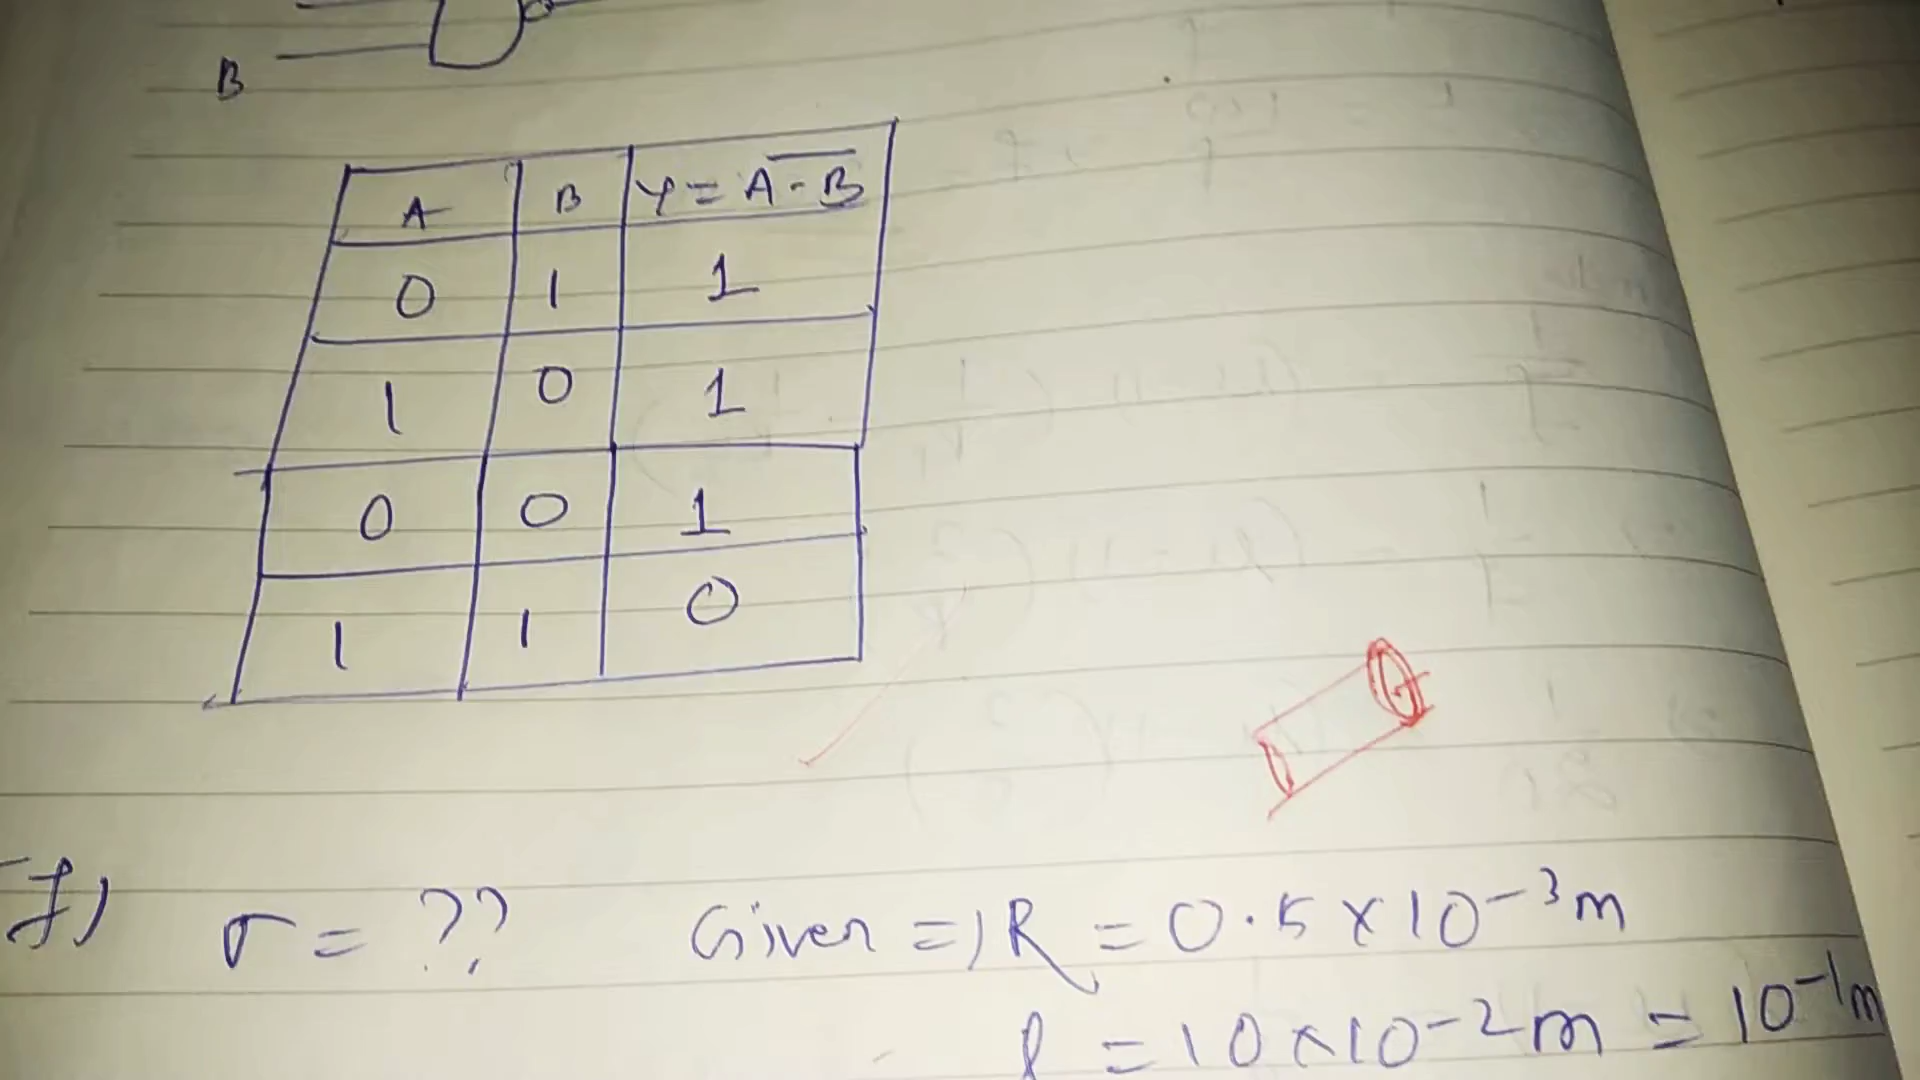 B
A B Y = \overline{A·B}
0 1 1
1 0 1
0 0 1
1 1 0
f) σ = ?? Given => R = 0.5 × 10⁻³ m
l = 10 × 10⁻² m = 10⁻¹ m